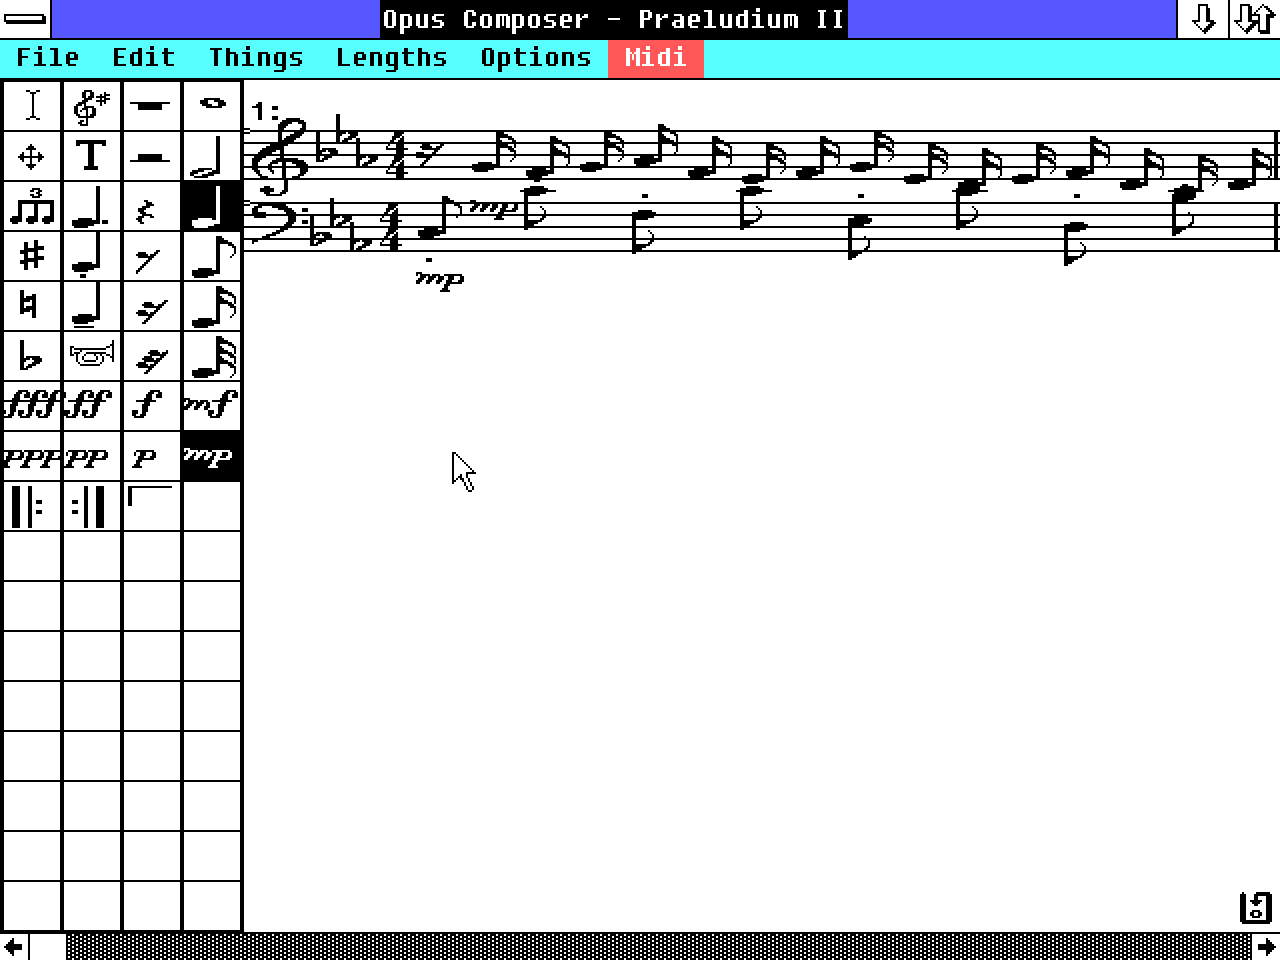 Opus Composer - Praeludium II
File Edit Things Lengths Options Midi
1:
T
3
mp
mp
fff ff f mf
ppp pp p mp